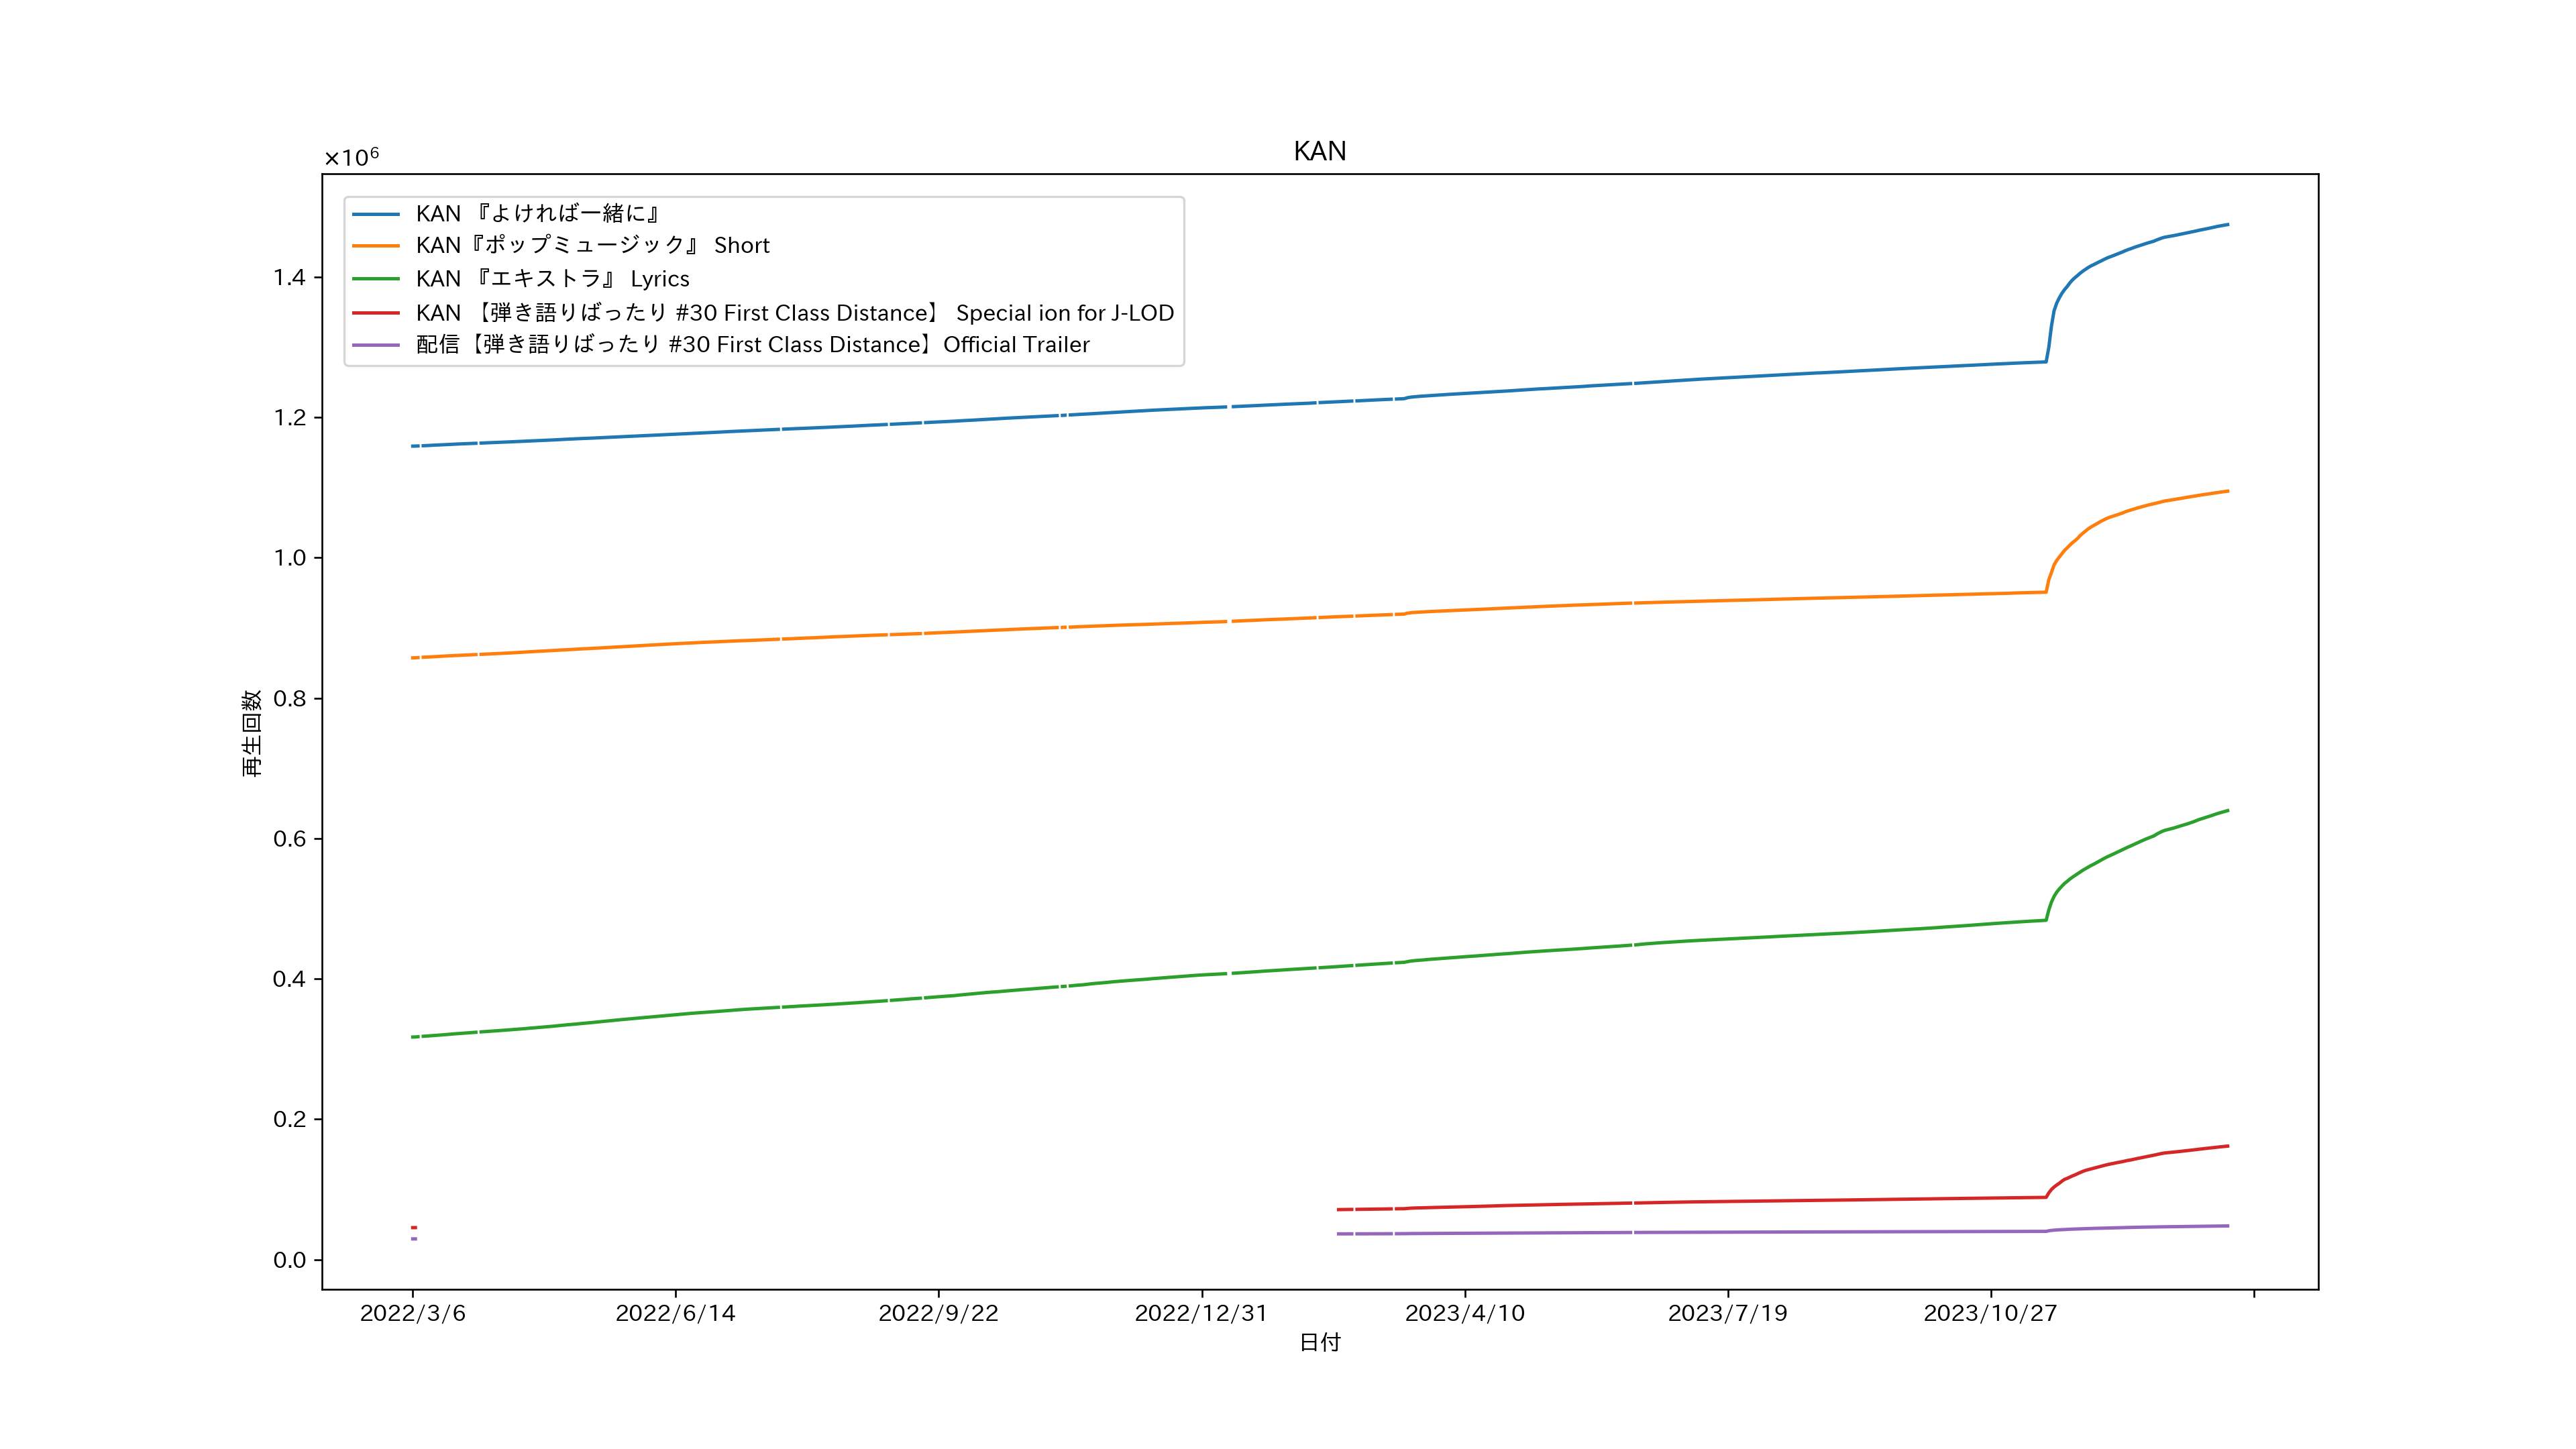 KAN
×10⁶
KAN 『よければ一緒に』
KAN『ポップミュージック』 Short
KAN 『エキストラ』 Lyrics
KAN 【弾き語りばったり #30 First Class Distance】 Special ion for J-LOD
配信【弾き語りばったり #30 First Class Distance】Official Trailer
1.4
1.2
1.0
0.8
0.6
0.4
0.2
0.0
再生回数
2022/3/6
2022/6/14
2022/9/22
2022/12/31
2023/4/10
2023/7/19
2023/10/27
日付